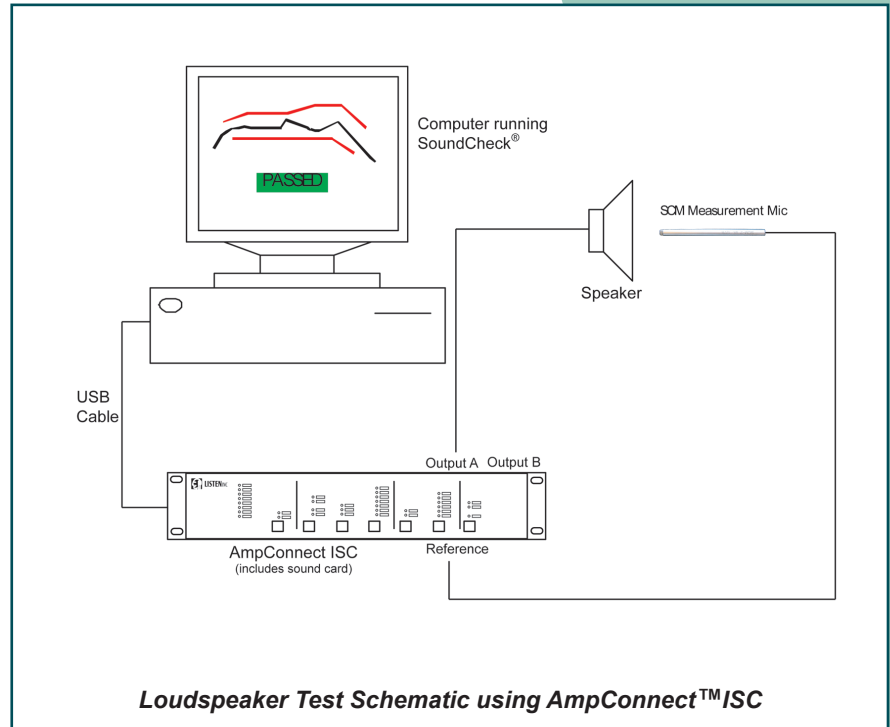 PASSED
Computer running
SoundCheck®
SCM Measurement Mic
Speaker
USB
Cable
Output A Output B
LISTEN INC
AmpConnect ISC
(includes sound card)
Reference
Loudspeaker Test Schematic using AmpConnect™ISC